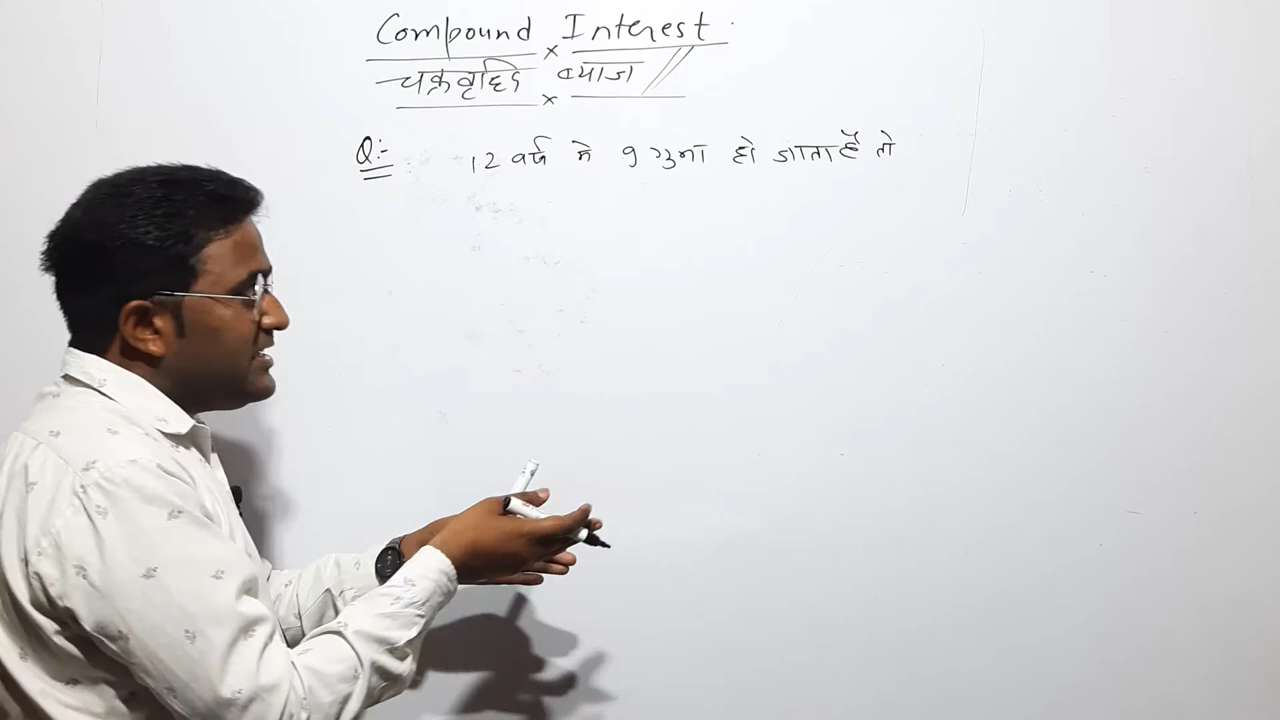 Compound Interest
चक्रवृद्धि ब्याज
Q:- 12 वर्ष मे 9 गुना हो जाता है तो